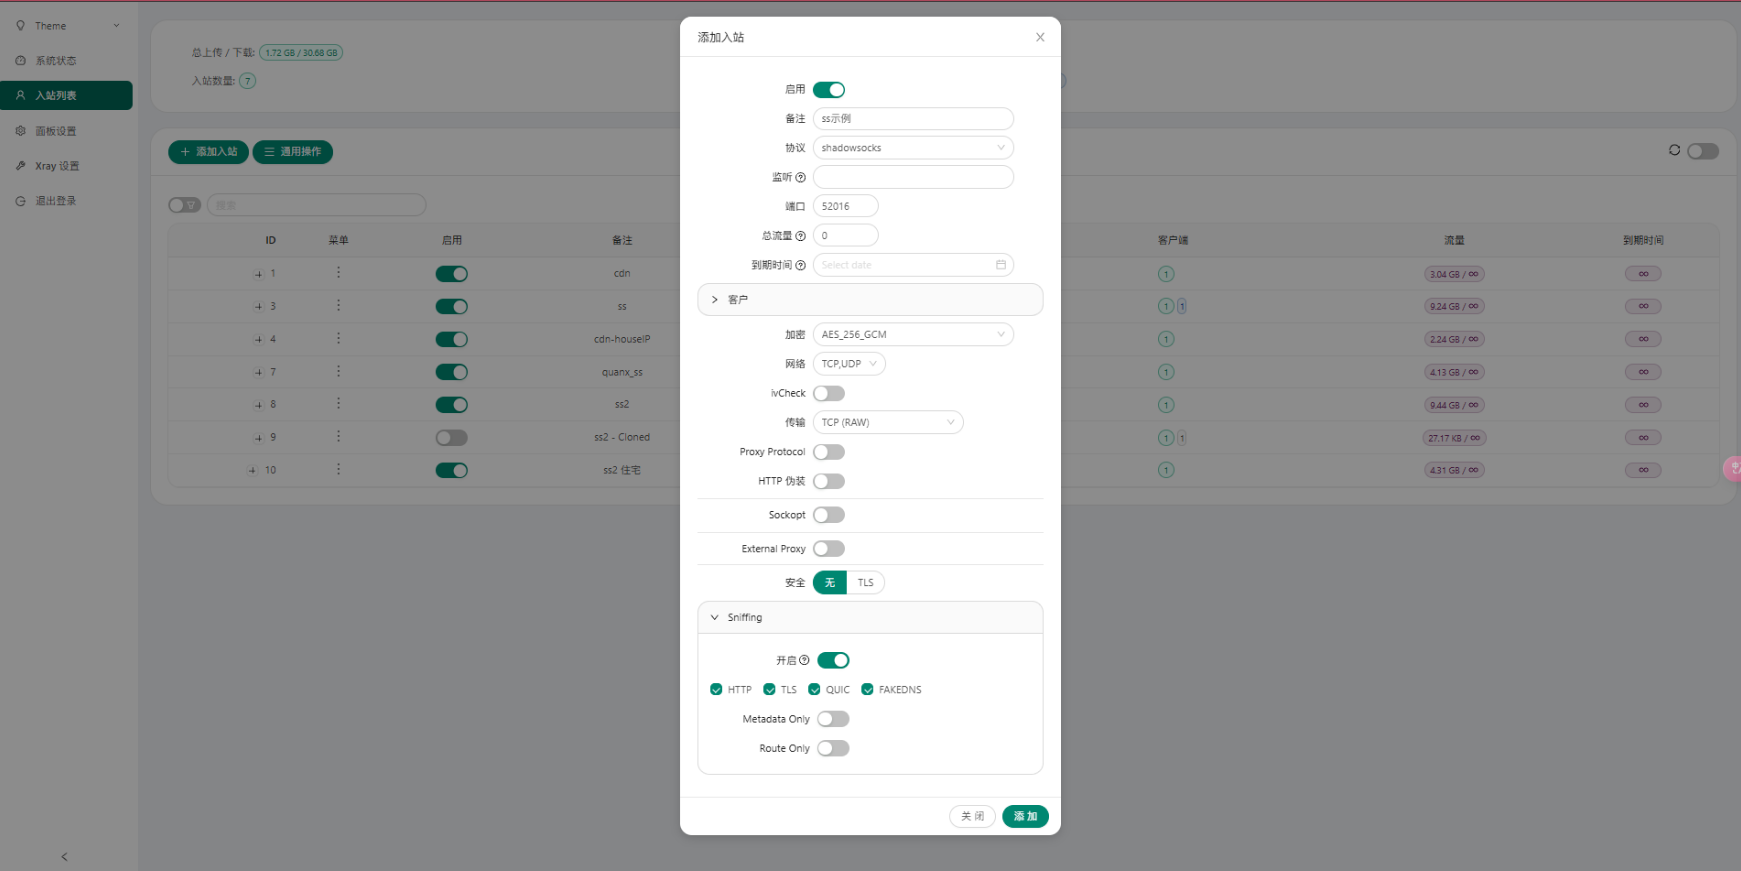 Theme
系统状态
入站列表
面板设置
Xray 设置
退出登录
总上传 / 下载: 1.72 GB / 30.68 GB
入站数量: 7
添加入站 通用操作
搜索
ID 菜单 启用 备注 客户端 流量 到期时间
1 cdn 1 3.04 GB / ∞ ∞
3 ss 1 1 9.24 GB / ∞ ∞
4 cdn-houseIP 1 2.24 GB / ∞ ∞
7 quanx_ss 1 4.13 GB / ∞ ∞
8 ss2 1 9.44 GB / ∞ ∞
9 ss2 - Cloned 1 1 27.17 KB / ∞ ∞
10 ss2 住宅 1 4.31 GB / ∞ ∞
添加入站
启用
备注 ss示例
协议 shadowsocks
监听
端口 52016
总流量 0
到期时间 Select date
客户
加密 AES_256_GCM
网络 TCP,UDP
ivCheck
传输 TCP (RAW)
Proxy Protocol
HTTP 伪装
Sockopt
External Proxy
安全 无 TLS
Sniffing
开启
HTTP TLS QUIC FAKEDNS
Metadata Only
Route Only
关 闭 添 加